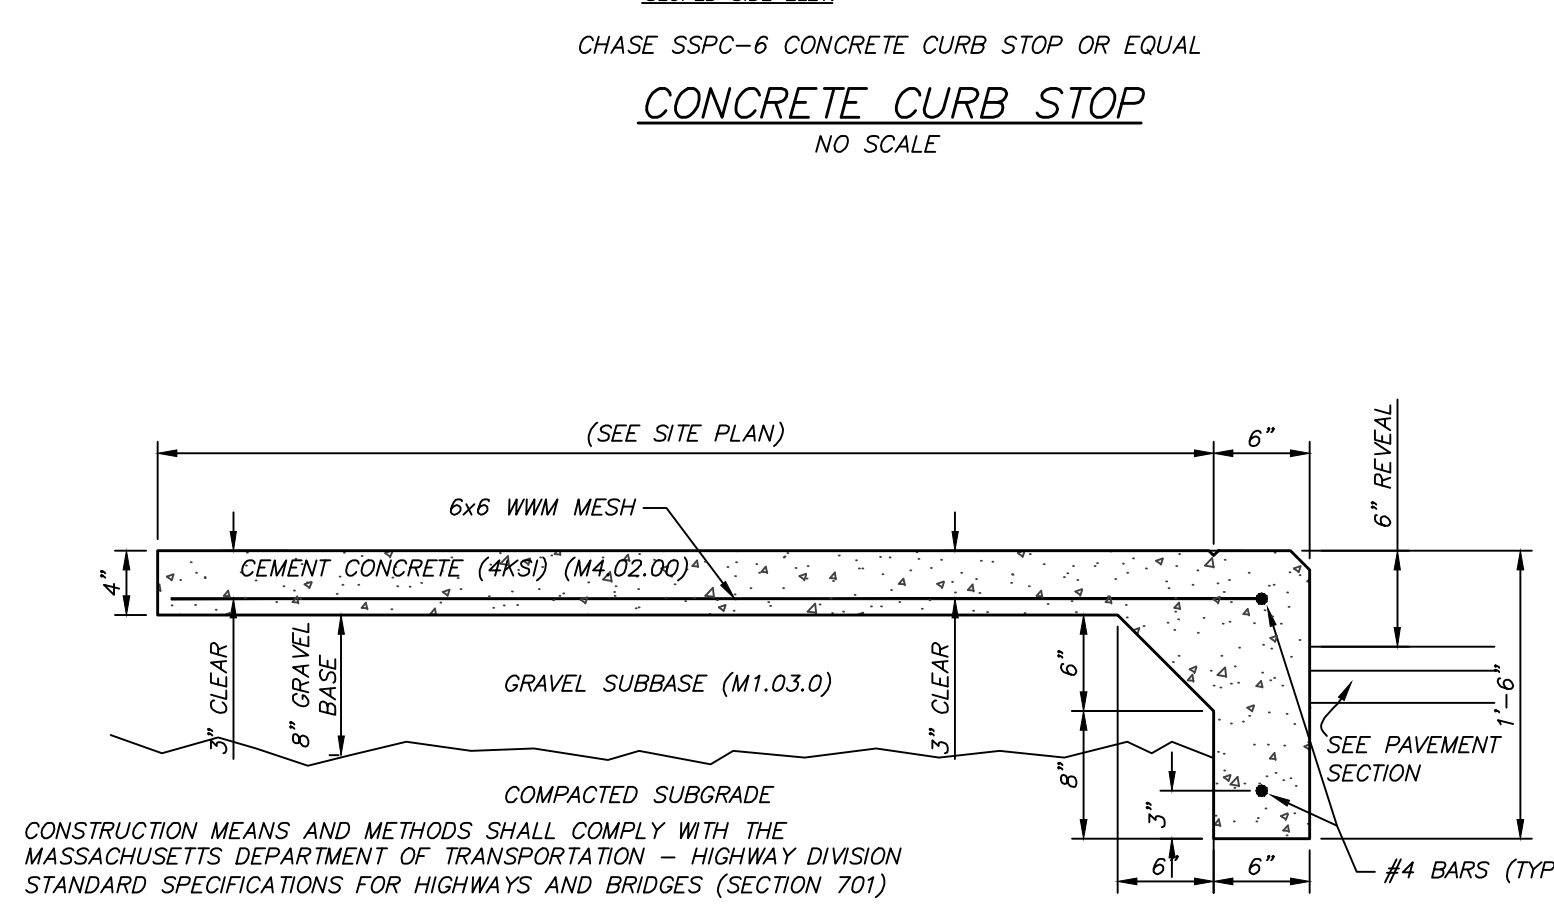 CHASE SSPC-6 CONCRETE CURB STOP OR EQUAL
CONCRETE CURB STOP
NO SCALE
(SEE SITE PLAN)
6"
6" REVEAL
6x6 WWM MESH
CEMENT CONCRETE (4KSI) (M4.02.00)
4"
3" CLEAR
8" GRAVEL
BASE
GRAVEL SUBBASE (M1.03.0)
3" CLEAR
6"
8"
3"
1'-6"
SEE PAVEMENT
SECTION
COMPACTED SUBGRADE
6"
6"
#4 BARS (TYP
CONSTRUCTION MEANS AND METHODS SHALL COMPLY WITH THE
MASSACHUSETTS DEPARTMENT OF TRANSPORTATION – HIGHWAY DIVISION
STANDARD SPECIFICATIONS FOR HIGHWAYS AND BRIDGES (SECTION 701)